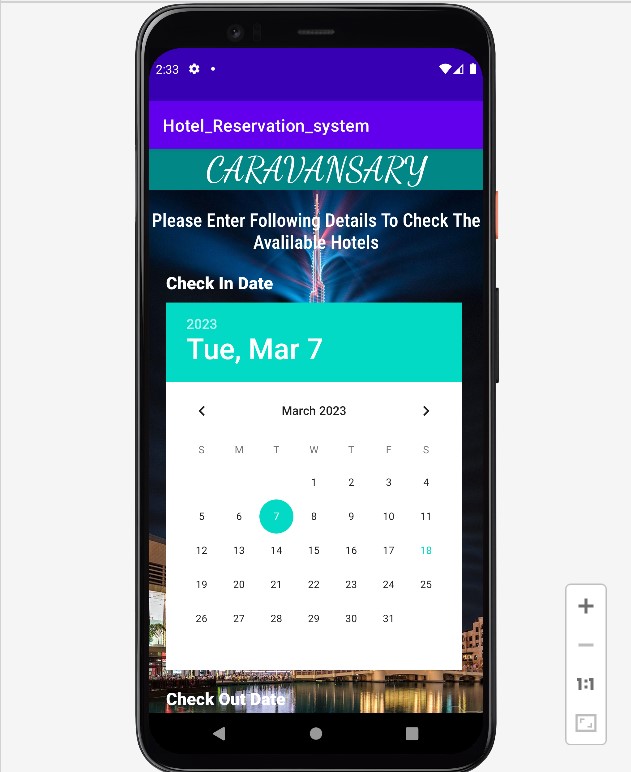 2:33
Hotel_Reservation_system
CARAVANSARY
Please Enter Following Details To Check The
Avalilable Hotels
Check In Date
2023
Tue, Mar 7
March 2023
S M T W T F S
1 2 3 4
5 6 7 8 9 10 11
12 13 14 15 16 17 18
19 20 21 22 23 24 25
26 27 28 29 30 31
Check Out Date
1:1